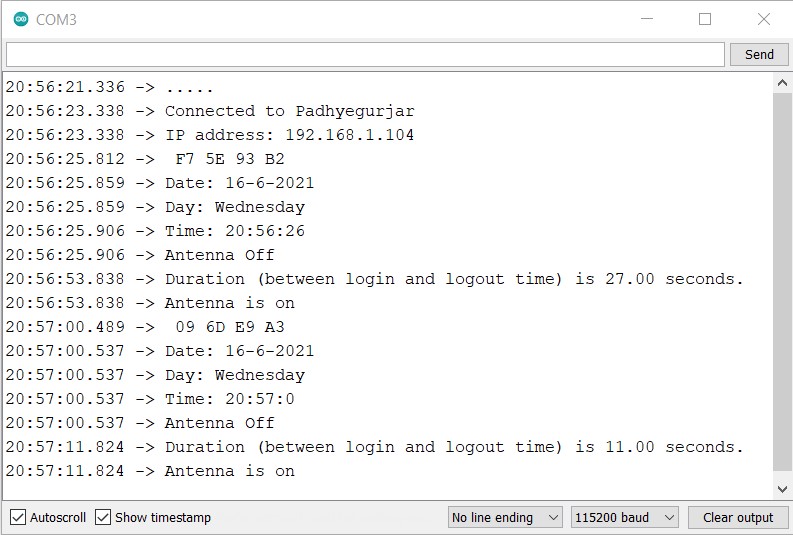 COM3
Send
20:56:21.336 -> .....
20:56:23.338 -> Connected to Padhyegurjar
20:56:23.338 -> IP address: 192.168.1.104
20:56:25.812 ->  F7 5E 93 B2
20:56:25.859 -> Date: 16-6-2021
20:56:25.859 -> Day: Wednesday
20:56:25.906 -> Time: 20:56:26
20:56:25.906 -> Antenna Off
20:56:53.838 -> Duration (between login and logout time) is 27.00 seconds.
20:56:53.838 -> Antenna is on
20:57:00.489 ->  09 6D E9 A3
20:57:00.537 -> Date: 16-6-2021
20:57:00.537 -> Day: Wednesday
20:57:00.537 -> Time: 20:57:0
20:57:00.537 -> Antenna Off
20:57:11.824 -> Duration (between login and logout time) is 11.00 seconds.
20:57:11.824 -> Antenna is on
Autoscroll Show timestamp No line ending 115200 baud Clear output